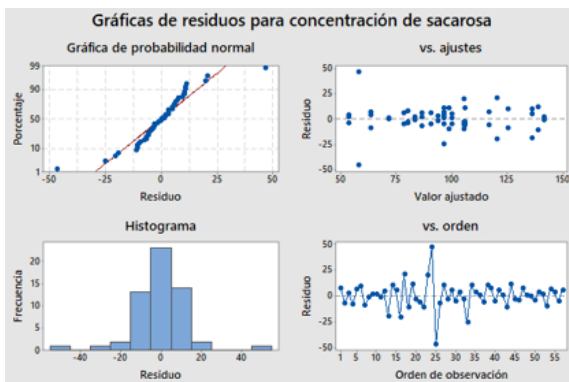 Gráficas de residuos para concentración de sacarosa
Gráfica de probabilidad normal
99
90
50
10
1
Porcentaje
-50
-25
0
25
50
Residuo
vs. ajustes
50
25
0
-25
-50
Residuo
50
75
100
125
150
Valor ajustado
Histograma
20
15
10
5
0
Frecuencia
-40
-20
0
20
40
Residuo
vs. orden
50
25
0
-25
-50
Residuo
1 5 10 15 20 25 30 35 40 45 50 55
Orden de observación